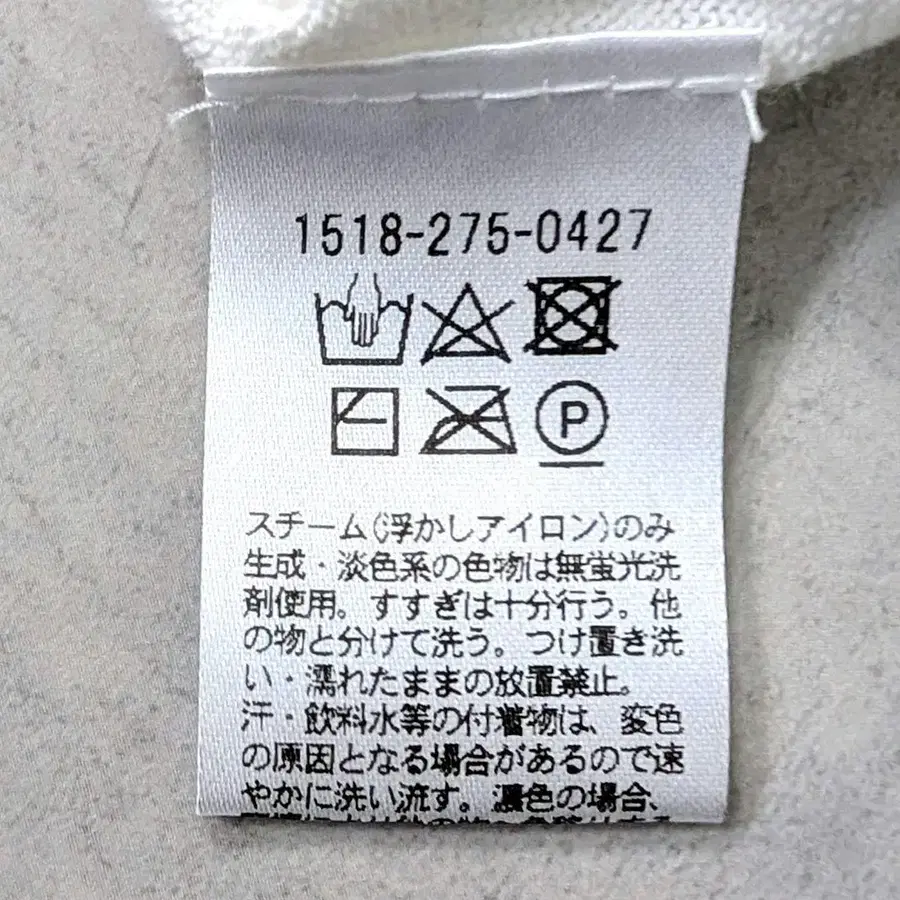 1518-275-0427
P
スチーム(浮かしアイロン)のみ
生成・淡色系の色物は無蛍光洗
剤使用。すすぎは十分行う。他
の物と分けて洗う。つけ置き洗
い・濡れたままの放置禁止。
汗・飲料水等の付着物は、変色
の原因となる場合があるので速
やかに洗い流す。濃色の場合、